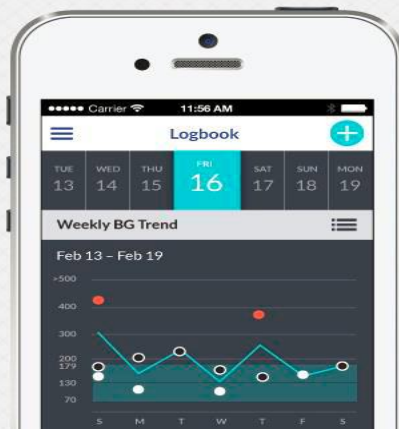 Carrier 11:56 AM
Logbook
TUE WED THU FRI SAT SUN MON
13 14 15 16 17 18 19
Weekly BG Trend
Feb 13 – Feb 19
>500
400
300
200
179
130
70
S M T W T F S